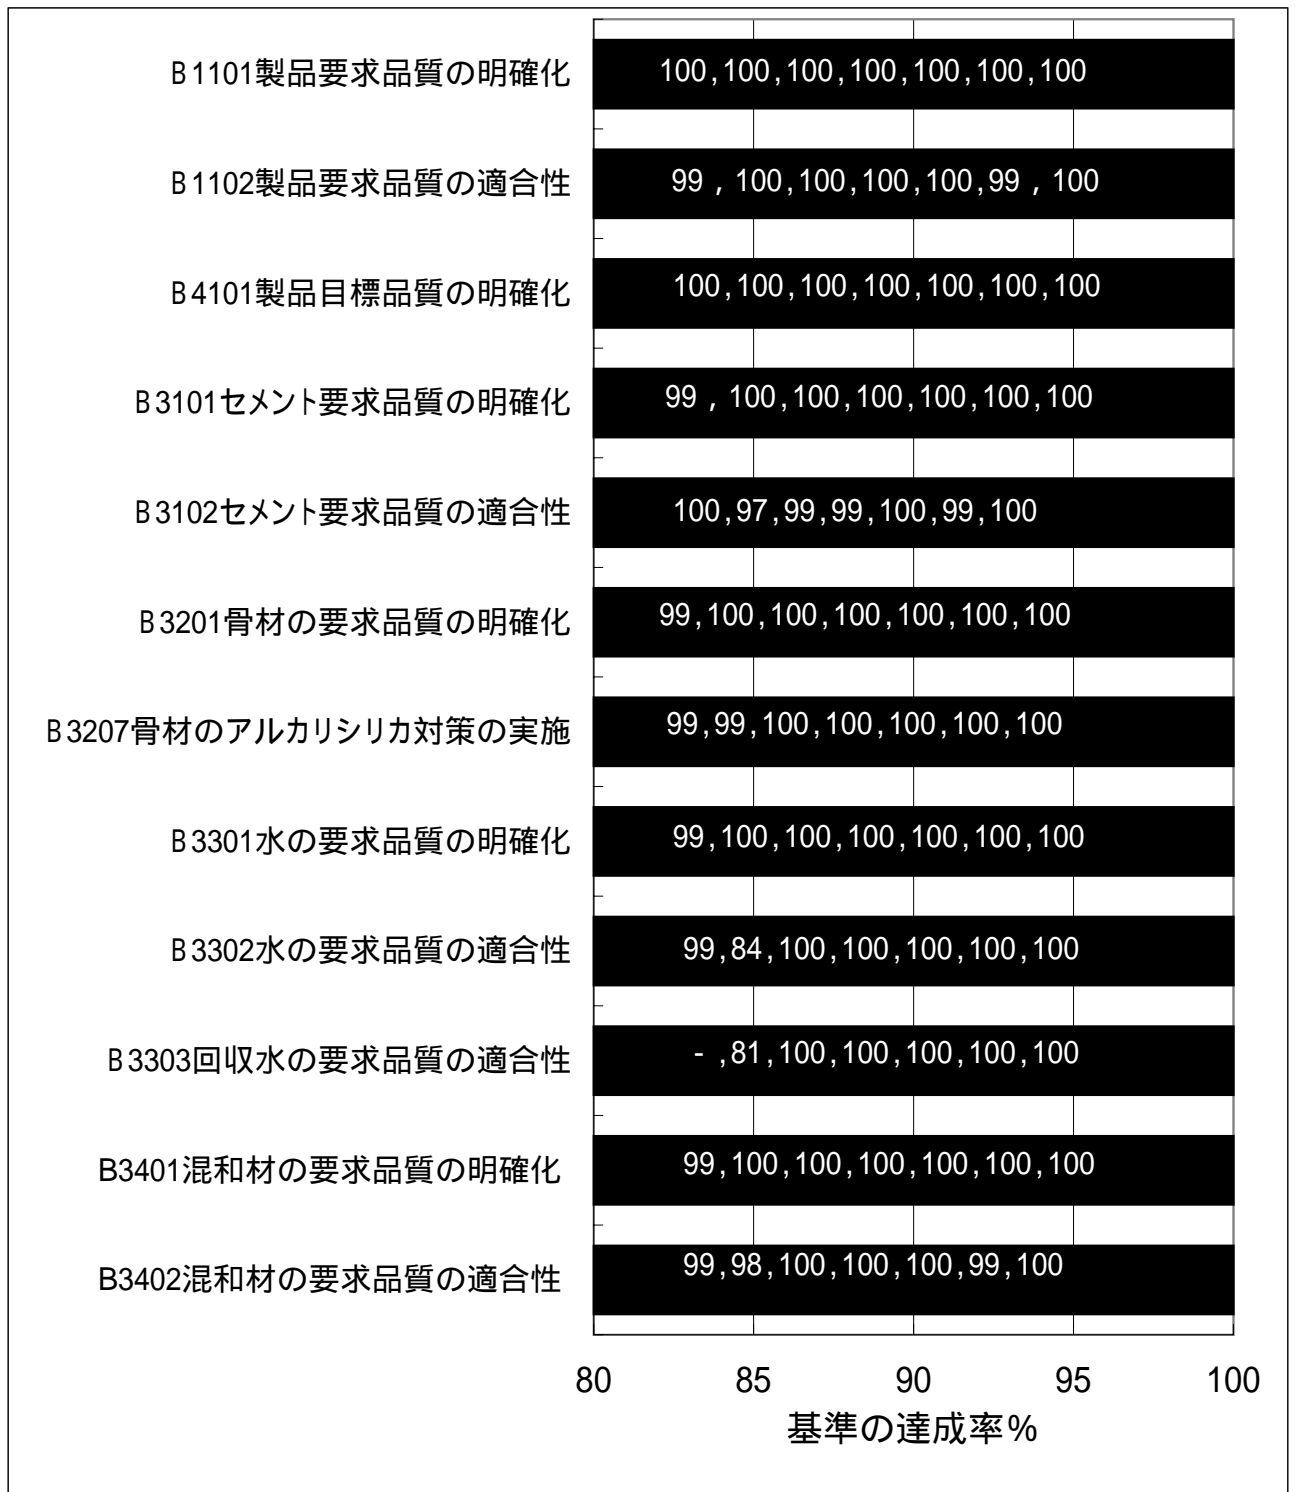 B1101製品要求品質の明確化 100,100,100,100,100,100,100
B1102製品要求品質の適合性 99 , 100,100,100,100,99 , 100
B4101製品目標品質の明確化 100,100,100,100,100,100,100
B3101セメント要求品質の明確化 99 , 100,100,100,100,100,100
B3102セメント要求品質の適合性 100,97,99,99,100,99,100
B3201骨材の要求品質の明確化 99,100,100,100,100,100,100
B3207骨材のアルカリシリカ対策の実施 99,99,100,100,100,100,100
B3301水の要求品質の明確化 99,100,100,100,100,100,100
B3302水の要求品質の適合性 99,84,100,100,100,100,100
B3303回収水の要求品質の適合性 - ,81,100,100,100,100,100
B3401混和材の要求品質の明確化 99,100,100,100,100,100,100
B3402混和材の要求品質の適合性 99,98,100,100,100,99,100
80 85 90 95 100
基準の達成率%